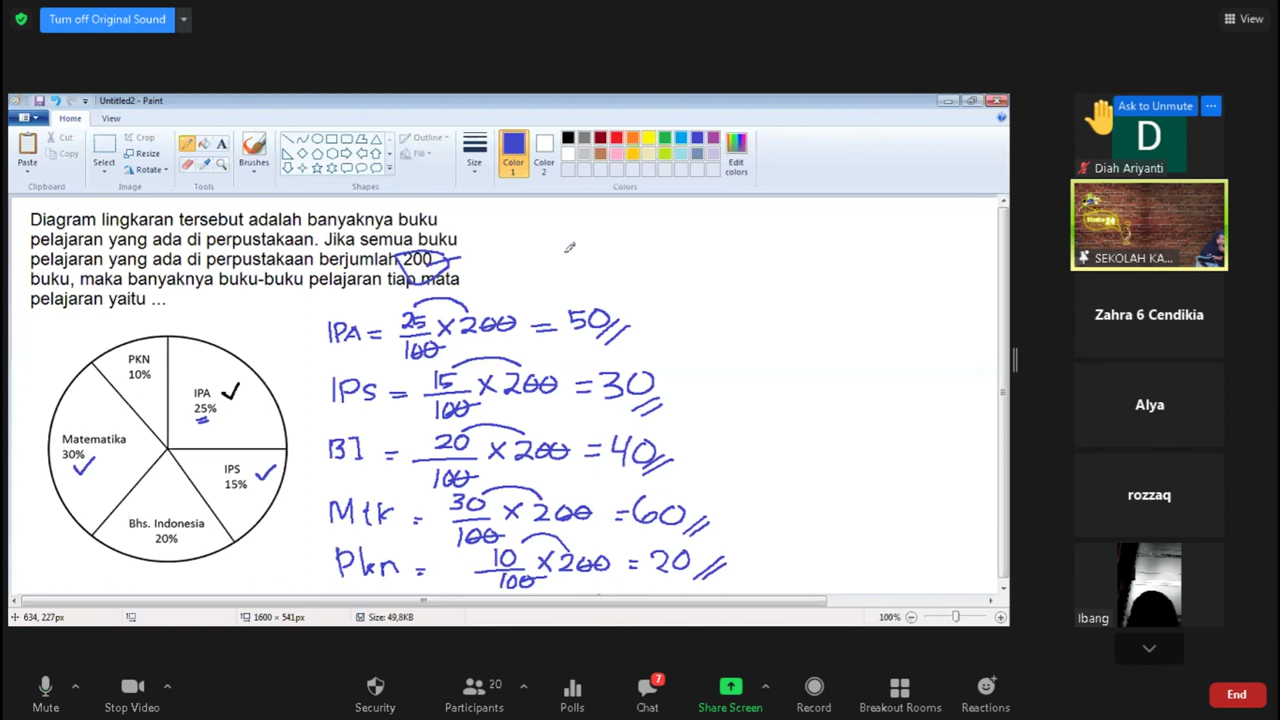 Turn off Original Sound
View
Untitled2 - Paint
Home
View
Paste
Cut
Copy
Clipboard
Select
Crop
Resize
Rotate
Image
A
Tools
Brushes
Outline
Fill
Shapes
Size
Color 1
Color 2
Edit colors
Colors
Diagram lingkaran tersebut adalah banyaknya buku
pelajaran yang ada di perpustakaan. Jika semua buku
pelajaran yang ada di perpustakaan berjumlah 200
buku, maka banyaknya buku-buku pelajaran tiap mata
pelajaran yaitu ...
PKN
10%
IPA
25%
Matematika
30%
IPS
15%
Bhs. Indonesia
20%
IPA = 25/100 × 200 = 50
IPS = 15/100 × 200 = 30
BI = 20/100 × 200 = 40
Mtk = 30/100 × 200 = 60
Pkn = 10/100 × 200 = 20
634, 227px
1600 × 541px
Size: 49,8KB
100%
Ask to Unmute
...
D
Diah Ariyanti
Studio 24
SEKOLAH KA...
Zahra 6 Cendikia
Alya
rozzaq
Ibang
Mute
Stop Video
Security
20
Participants
Polls
7
Chat
Share Screen
Record
Breakout Rooms
Reactions
End